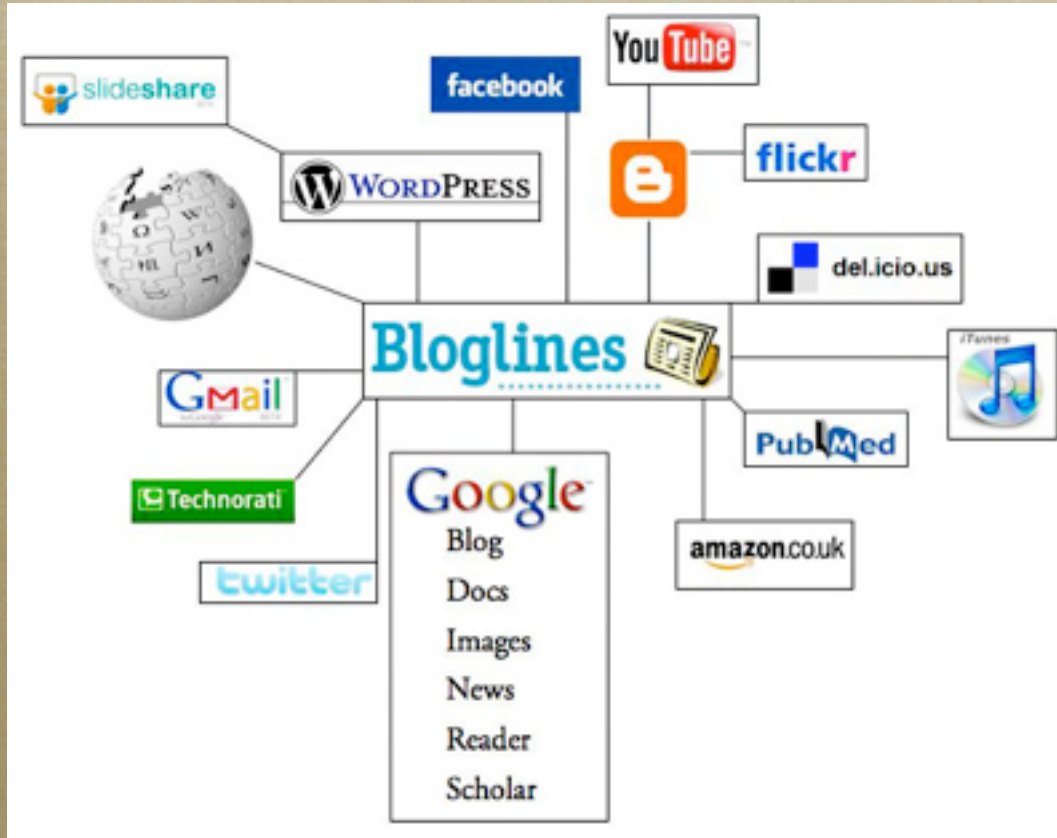 YouTube
slideshare
facebook
flickr
WORDPRESS
del.icio.us
Bloglines
iTunes
GMail
PubMed
Technorati
Google
amazon.co.uk
twitter
Blog
Docs
Images
News
Reader
Scholar